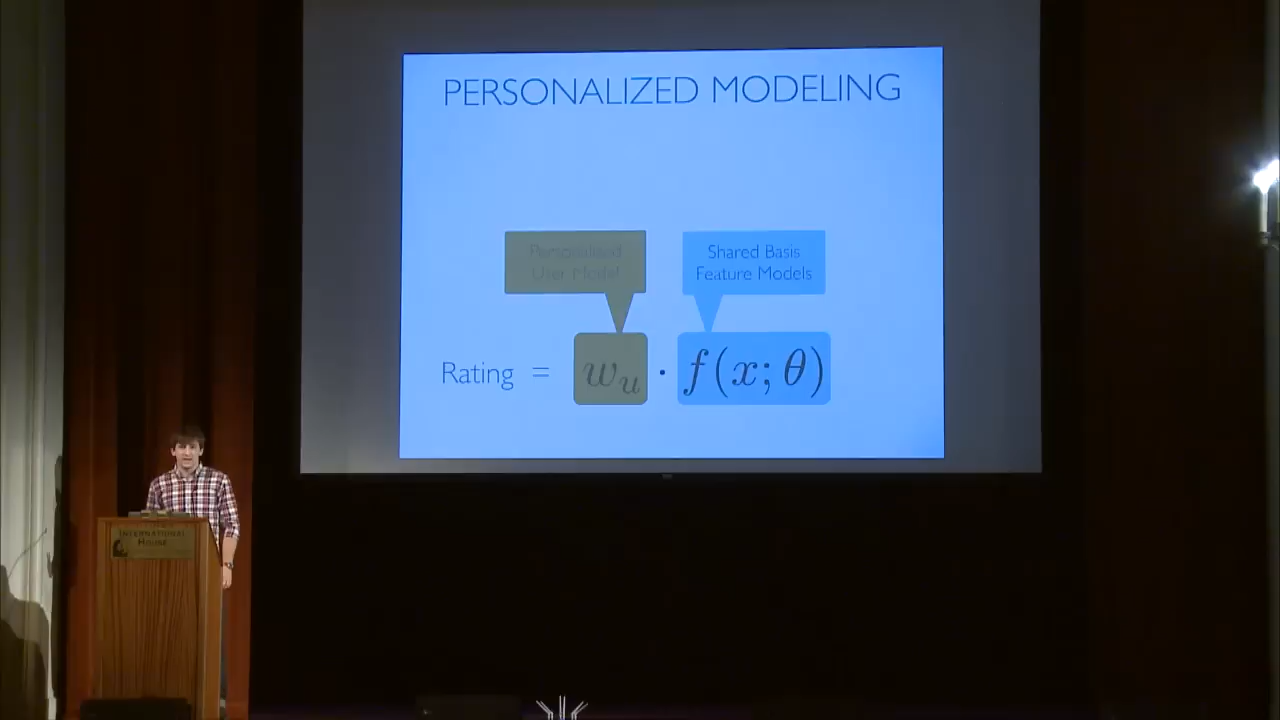 PERSONALIZED MODELING
Personalized
User Model
Shared Basis
Feature Models
Rating = w_u · f(x; θ)
INTERNATIONAL
HOUSE